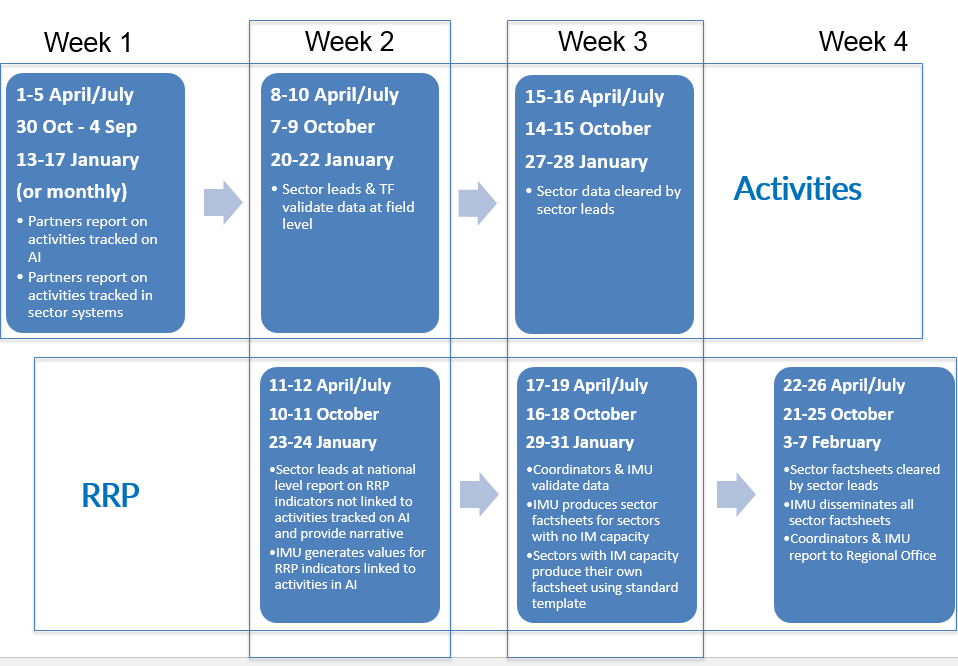 Week 1
Week 2
Week 3
Week 4
1-5 April/July
30 Oct - 4 Sep
13-17 January
(or monthly)
• Partners report on
activities tracked on
AI
• Partners report on
activities tracked in
sector systems
8-10 April/July
7-9 October
20-22 January
• Sector leads & TF
validate data at field
level
15-16 April/July
14-15 October
27-28 January
• Sector data cleared by
sector leads
Activities
RRP
11-12 April/July
10-11 October
23-24 January
•Sector leads at national
level report on RRP
indicators not linked to
activities tracked on AI
and provide narrative
•IMU generates values for
RRP indicators linked to
activities in AI
17-19 April/July
16-18 October
29-31 January
•Coordinators & IMU
validate data
•IMU produces sector
factsheets for sectors
with no IM capacity
•Sectors with IM capacity
produce their own
factsheet using standard
template
22-26 April/July
21-25 October
3-7 February
•Sector factsheets cleared
by sector leads
•IMU disseminates all
sector factsheets
•Coordinators & IMU
report to Regional Office